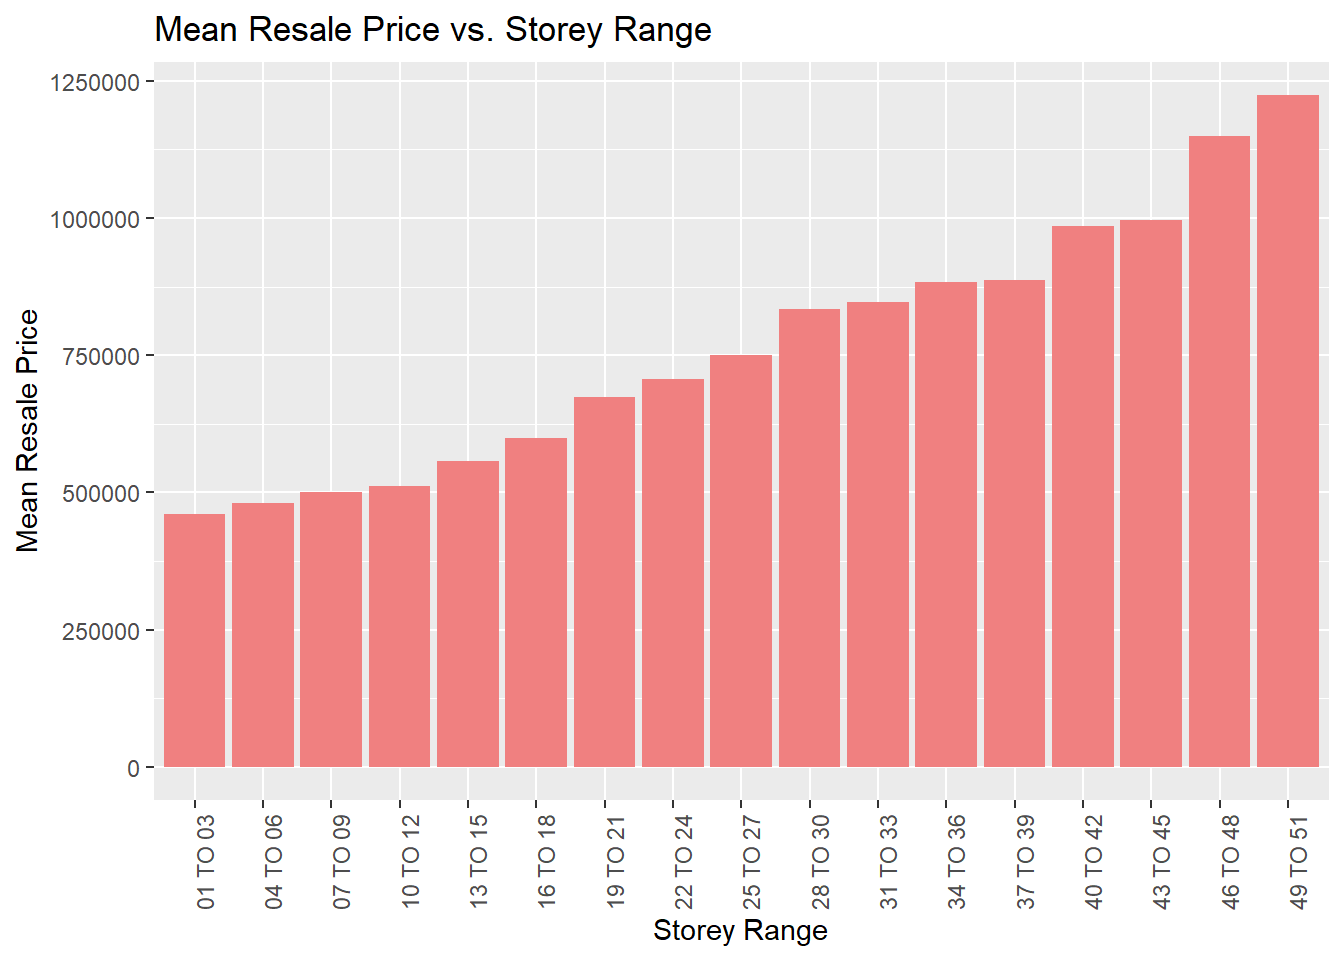 Mean Resale Price vs. Storey Range
Mean Resale Price
1250000
1000000
750000
500000
250000
0
01 TO 03
04 TO 06
07 TO 09
10 TO 12
13 TO 15
16 TO 18
19 TO 21
22 TO 24
25 TO 27
28 TO 30
31 TO 33
34 TO 36
37 TO 39
40 TO 42
43 TO 45
46 TO 48
49 TO 51
Storey Range